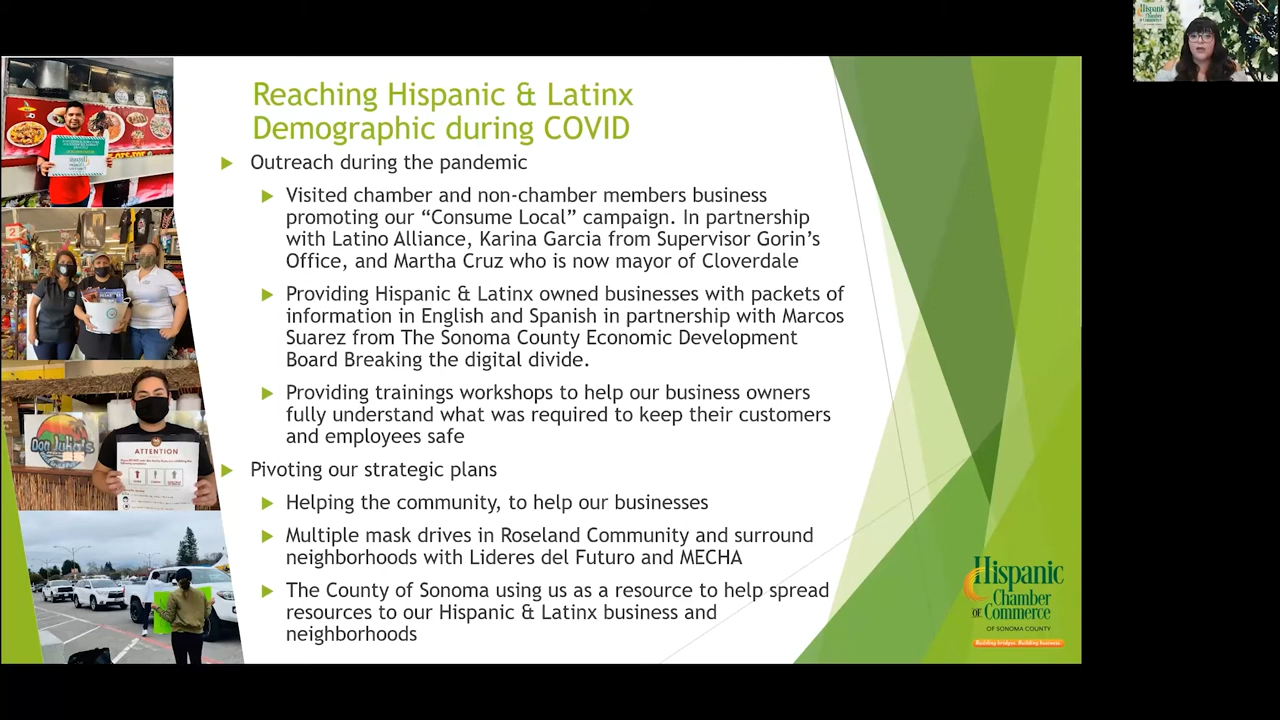 Reaching Hispanic & Latinx
Demographic during COVID
Outreach during the pandemic
Visited chamber and non-chamber members business
promoting our “Consume Local” campaign. In partnership
with Latino Alliance, Karina Garcia from Supervisor Gorin’s
Office, and Martha Cruz who is now mayor of Cloverdale
Providing Hispanic & Latinx owned businesses with packets of
information in English and Spanish in partnership with Marcos
Suarez from The Sonoma County Economic Development
Board Breaking the digital divide.
Providing trainings workshops to help our business owners
fully understand what was required to keep their customers
and employees safe
Pivoting our strategic plans
Helping the community, to help our businesses
Multiple mask drives in Roseland Community and surround
neighborhoods with Lideres del Futuro and MECHA
The County of Sonoma using us as a resource to help spread
resources to our Hispanic & Latinx business and
neighborhoods
2
Don Julio's
ATTENTION
Hispanic
Chamber
OF Commerce
OF SONOMA COUNTY
Building bridges. Building business.
Hispanic
Chamber
of Commerce